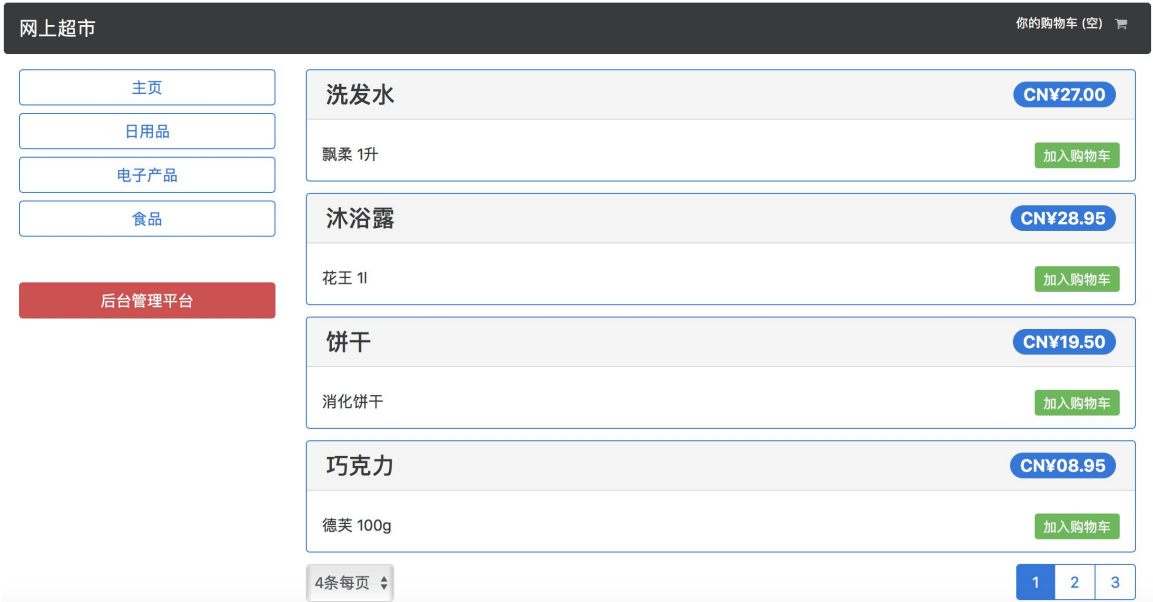 网上超市
你的购物车 (空)
主页
日用品
电子产品
食品
后台管理平台
洗发水
CN¥27.00
飘柔 1升
加入购物车
沐浴露
CN¥28.95
花王 1l
加入购物车
饼干
CN¥19.50
消化饼干
加入购物车
巧克力
CN¥08.95
德芙 100g
加入购物车
4条每页
1 2 3